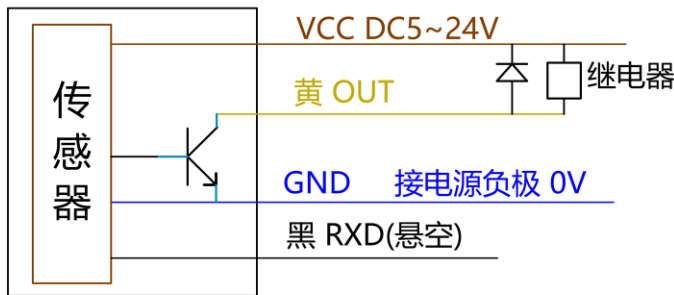 VCC DC5~24V
继电器
黄 OUT
传感器
GND 接电源负极 0V
黑 RXD(悬空)